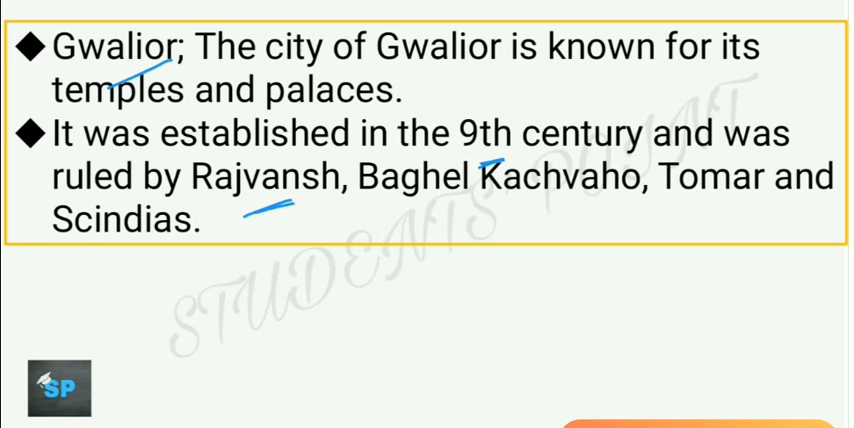 ◆ Gwalior; The city of Gwalior is known for its
temples and palaces.
◆ It was established in the 9th century and was
ruled by Rajvansh, Baghel Kachvaho, Tomar and
Scindias.
STUDENTS POINT
SP